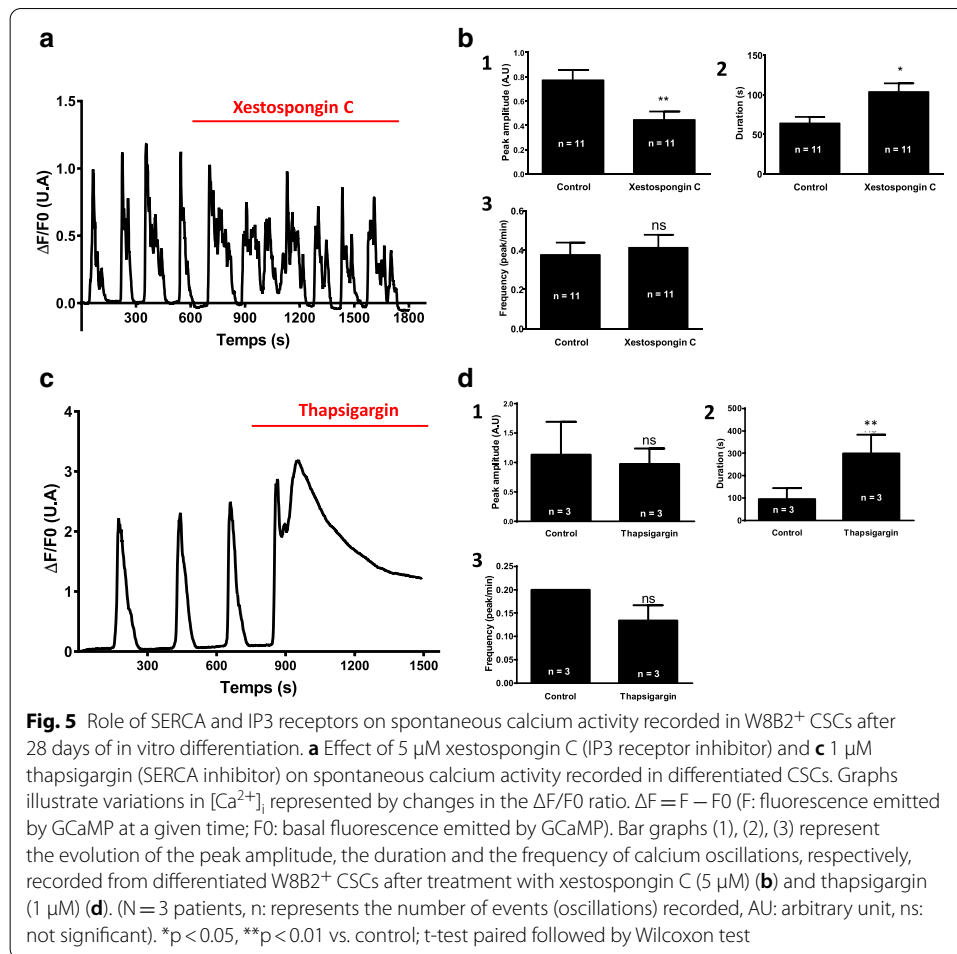 a
1.5
1.0
0.5
0.0
ΔF/F0 (U.A)
Xestospongin C
300 600 900 1200 1500 1800
Temps (s)
b
1
1.0
0.8
0.6
0.4
0.2
0.0
Peak amplitude (A.U)
**
n = 11
n = 11
Control
Xestospongin C
2
150
100
50
0
Duration (s)
*
n = 11
n = 11
Control
Xestospongin C
3
0.6
0.4
0.2
0.0
Frequency (peak/min)
ns
n = 11
n = 11
Control
Xestospongin C
c
4
3
2
1
0
ΔF/F0 (U.A)
Thapsigargin
300 600 900 1200 1500
Temps (s)
d
1
2.0
1.5
1.0
0.5
0.0
Peak amplitude (A.U)
ns
n = 3
n = 3
Control
Thapsigargin
2
500
400
300
200
100
0
Duration (s)
**
n = 3
n = 3
Control
Thapsigargin
3
0.20
0.15
0.10
0.05
0.00
Frequency (peak/min)
ns
n = 3
n = 3
Control
Thapsigargin
Fig. 5 Role of SERCA and IP3 receptors on spontaneous calcium activity recorded in W8B2⁺ CSCs after
28 days of in vitro differentiation. a Effect of 5 μM xestospongin C (IP3 receptor inhibitor) and c 1 μM
thapsigargin (SERCA inhibitor) on spontaneous calcium activity recorded in differentiated CSCs. Graphs
illustrate variations in [Ca²⁺]ᵢ represented by changes in the ΔF/F0 ratio. ΔF = F − F0 (F: fluorescence emitted
by GCaMP at a given time; F0: basal fluorescence emitted by GCaMP). Bar graphs (1), (2), (3) represent
the evolution of the peak amplitude, the duration and the frequency of calcium oscillations, respectively,
recorded from differentiated W8B2⁺ CSCs after treatment with xestospongin C (5 μM) (b) and thapsigargin
(1 μM) (d). (N = 3 patients, n: represents the number of events (oscillations) recorded, AU: arbitrary unit, ns:
not significant). *p < 0.05, **p < 0.01 vs. control; t-test paired followed by Wilcoxon test